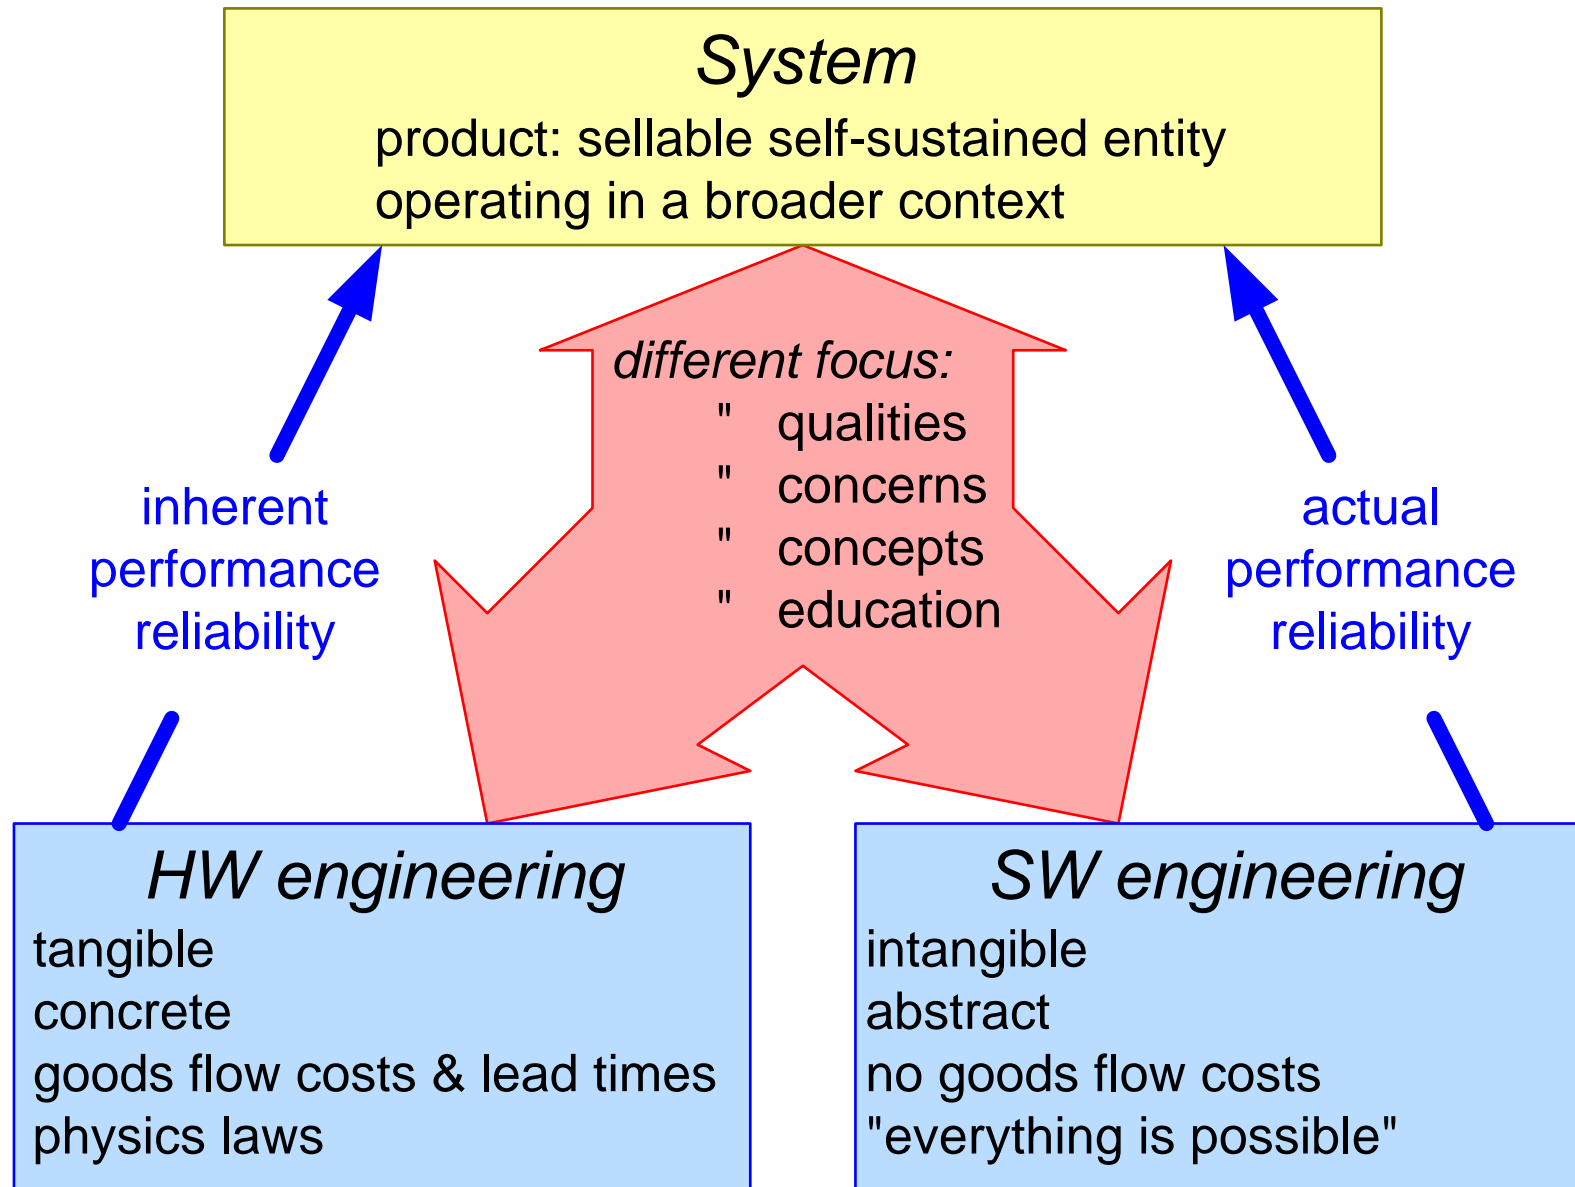 System
product: sellable self-sustained entity
operating in a broader context
different focus:
" qualities
" concerns
" concepts
" education
inherent
performance
reliability
actual
performance
reliability
HW engineering
tangible
concrete
goods flow costs & lead times
physics laws
SW engineering
intangible
abstract
no goods flow costs
"everything is possible"